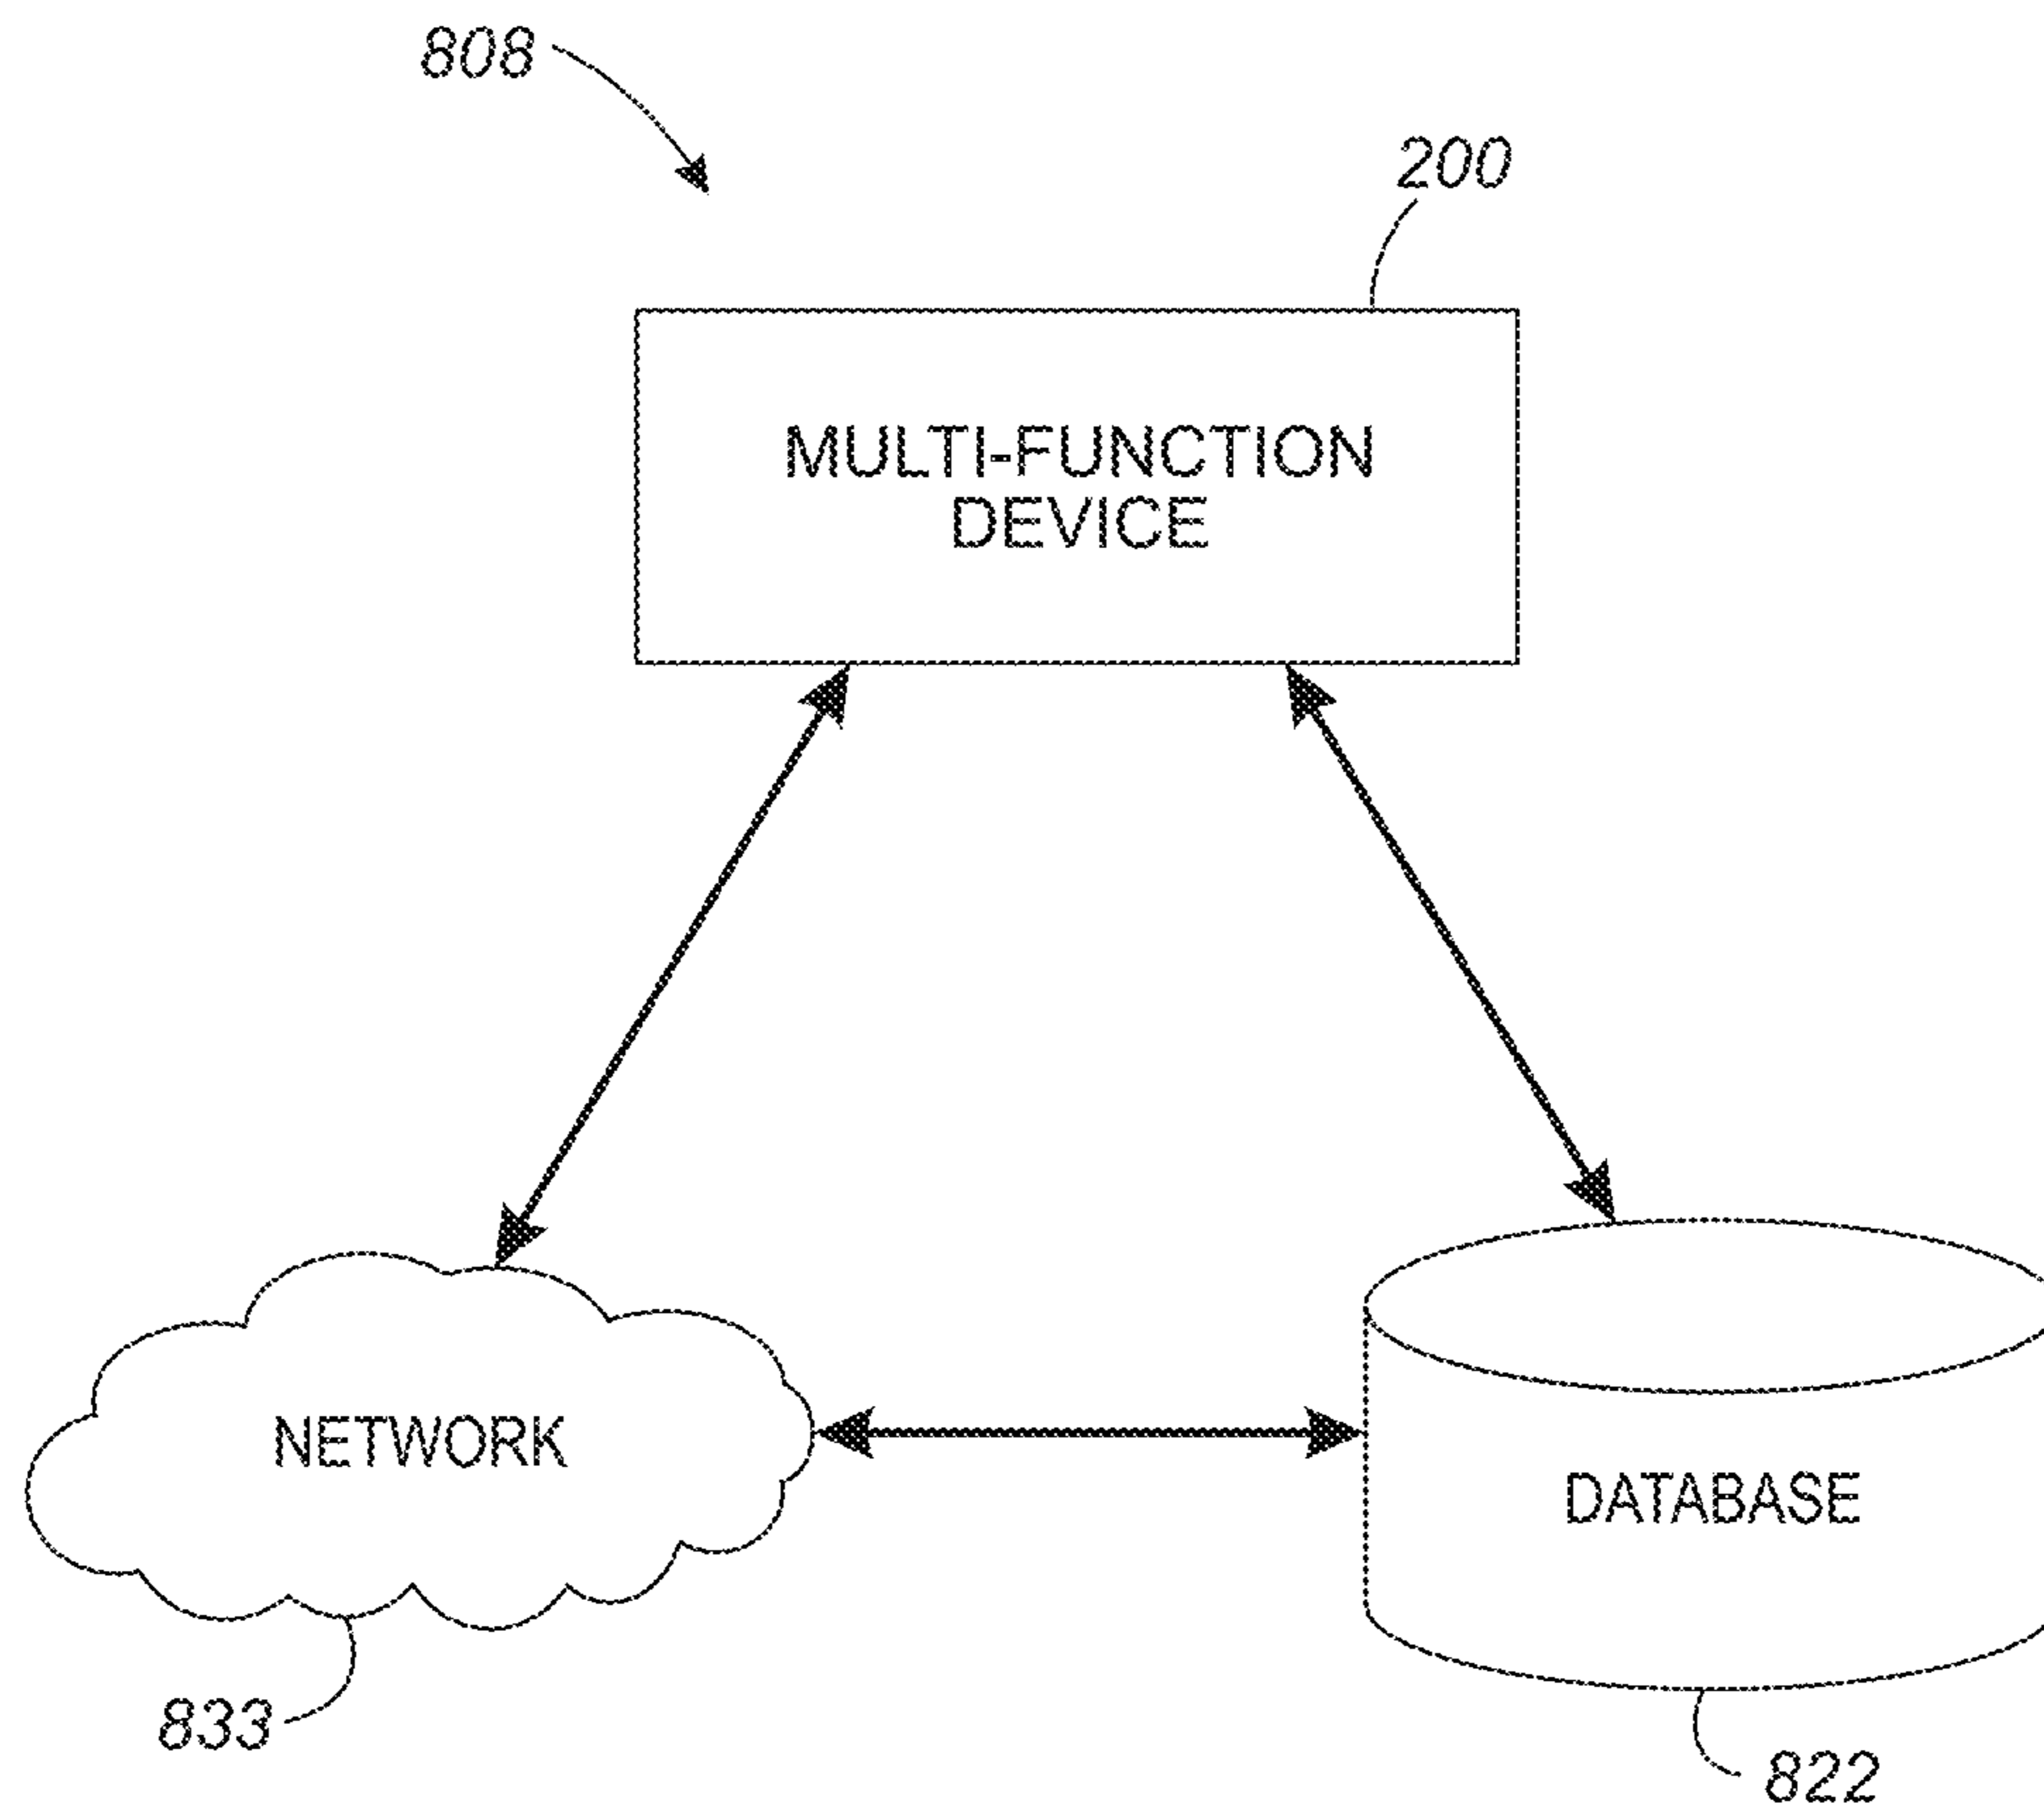 808
200
MULTI-FUNCTION
DEVICE
NETWORK
DATABASE
833
822